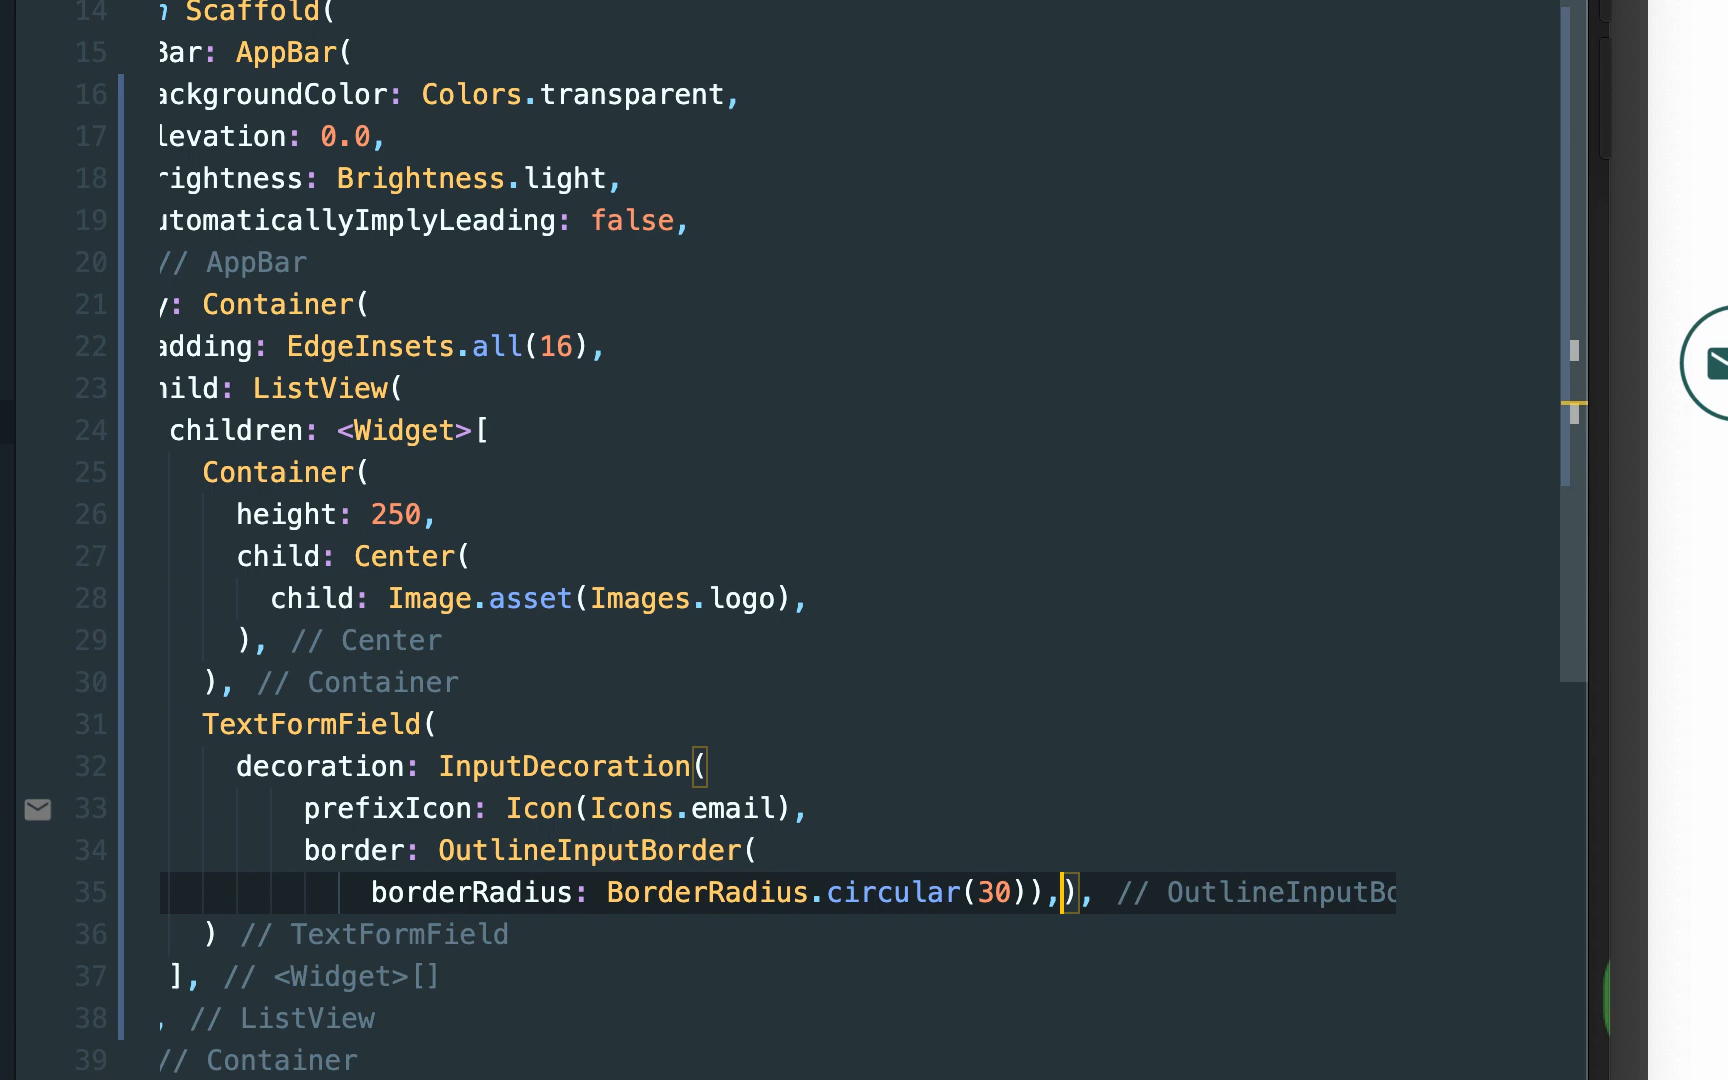 14 Scaffold(
15 Bar: AppBar(
16 ackgroundColor: Colors.transparent,
17 levation: 0.0,
18 rightness: Brightness.light,
19 utomaticallyImplyLeading: false,
20 // AppBar
21 y: Container(
22 adding: EdgeInsets.all(16),
23 hild: ListView(
24 children: <Widget>[
25 Container(
26 height: 250,
27 child: Center(
28 child: Image.asset(Images.logo),
29 ), // Center
30 ), // Container
31 TextFormField(
32 decoration: InputDecoration(
33 prefixIcon: Icon(Icons.email),
34 border: OutlineInputBorder(
35 borderRadius: BorderRadius.circular(30)),), // OutlineInputBo
36 ) // TextFormField
37 ], // <Widget>[]
38 , // ListView
39 // Container